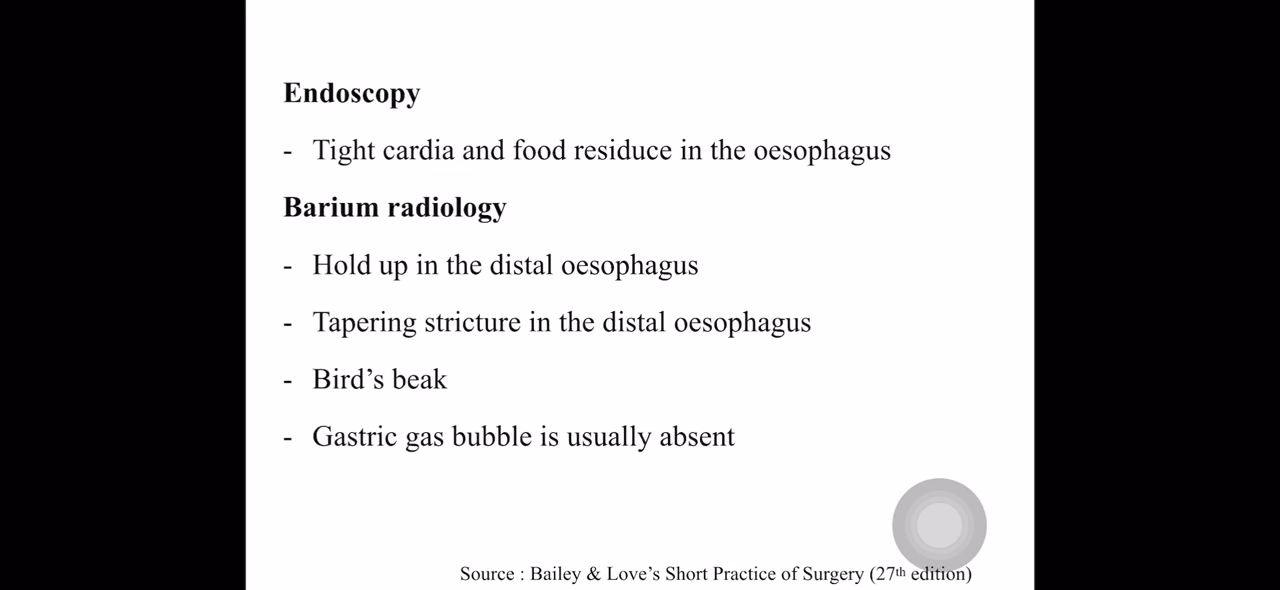 Endoscopy
- Tight cardia and food residuce in the oesophagus
Barium radiology
- Hold up in the distal oesophagus
- Tapering stricture in the distal oesophagus
- Bird’s beak
- Gastric gas bubble is usually absent
Source : Bailey & Love’s Short Practice of Surgery (27th edition)